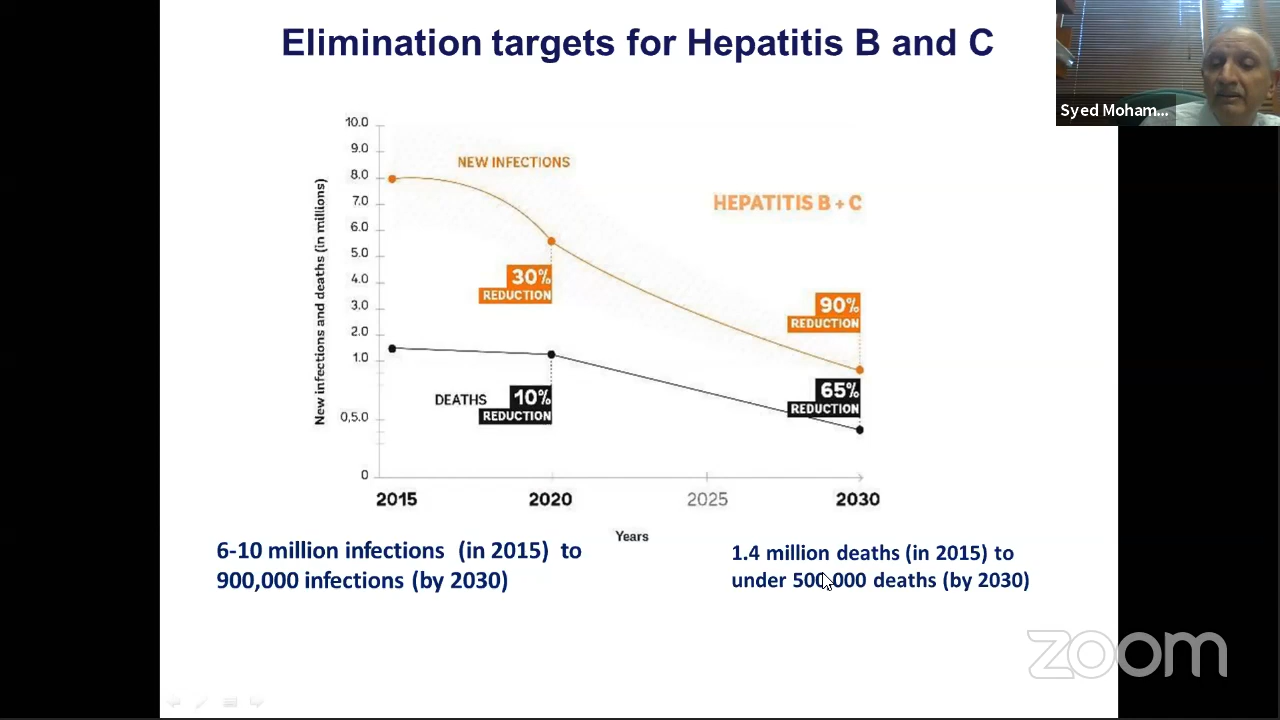 Elimination targets for Hepatitis B and C
Syed Moham...
10.0
9.0
8.0
7.0
6.0
5.0
4.0
3.0
2.0
1.0
0,5.0
0
New infections and deaths (in millions)
NEW INFECTIONS
HEPATITIS B + C
30%
REDUCTION
90%
REDUCTION
DEATHS
10%
REDUCTION
65%
REDUCTION
2015
2020
2025
2030
Years
6-10 million infections (in 2015) to
900,000 infections (by 2030)
1.4 million deaths (in 2015) to
under 500,000 deaths (by 2030)
zoom